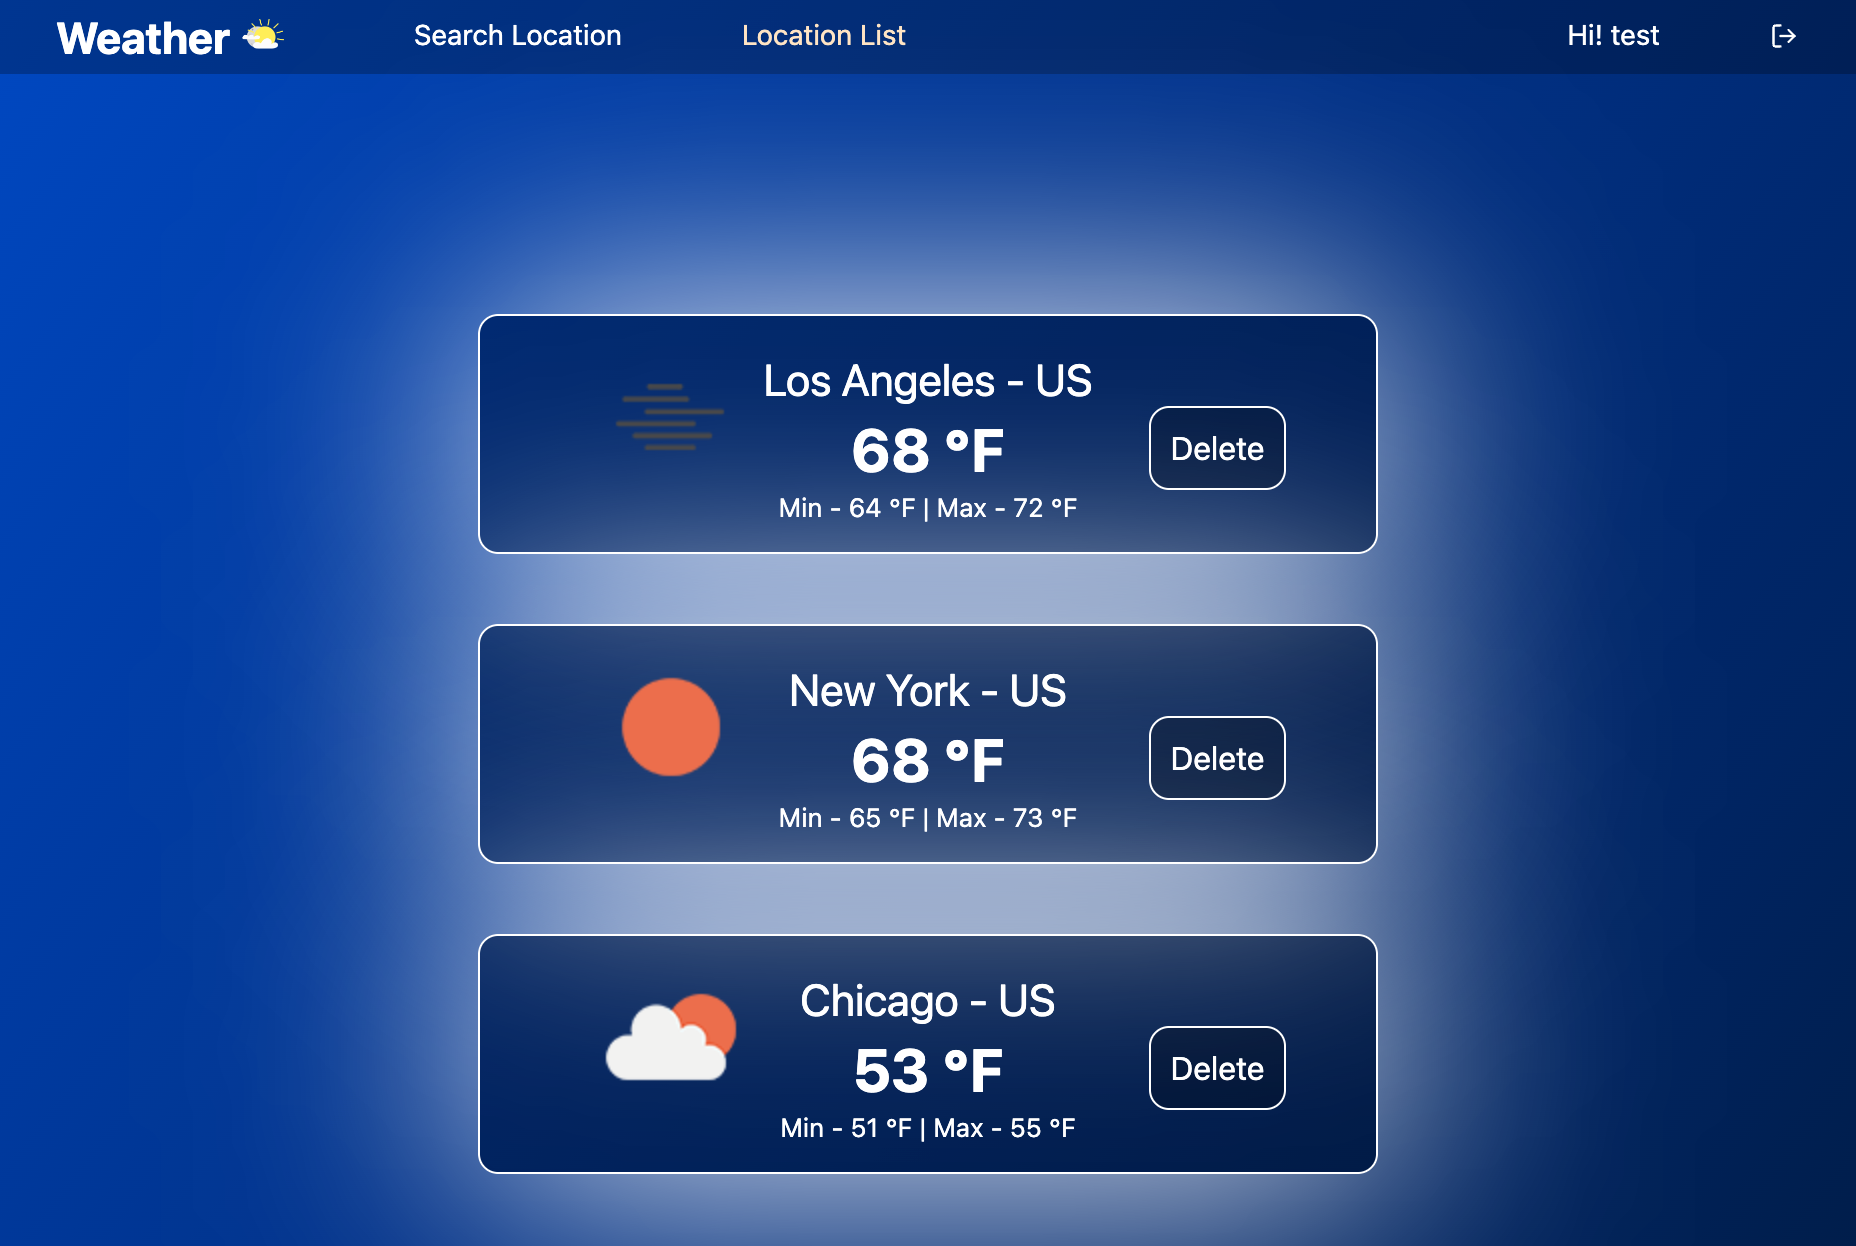 Weather
Search Location
Location List
Hi! test
Los Angeles - US
68 °F
Min - 64 °F | Max - 72 °F
Delete
New York - US
68 °F
Min - 65 °F | Max - 73 °F
Delete
Chicago - US
53 °F
Min - 51 °F | Max - 55 °F
Delete